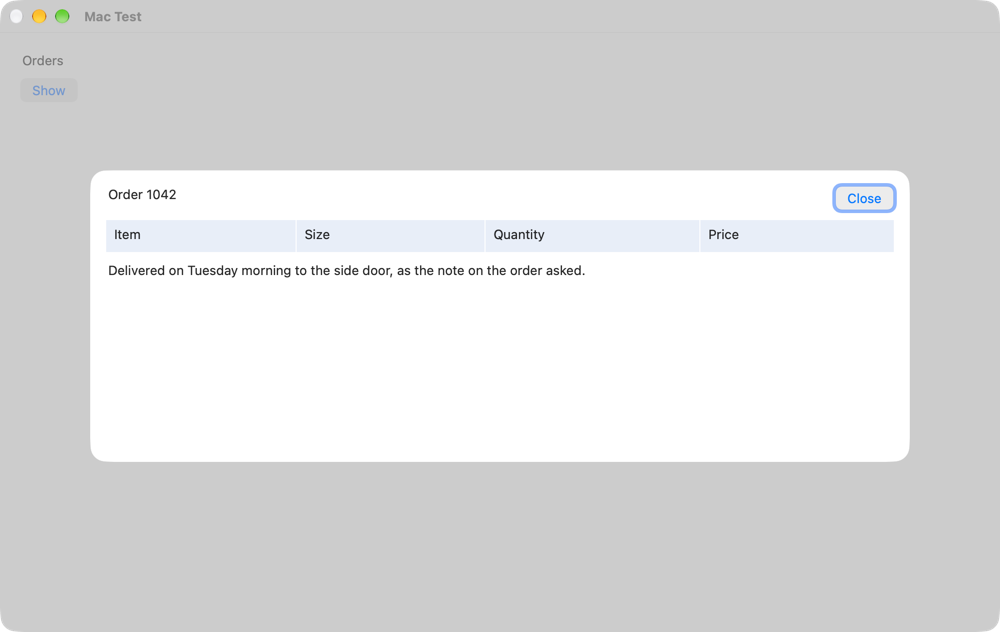 Mac Test
Orders
Show
Order 1042
Close
Item Size Quantity Price
Delivered on Tuesday morning to the side door, as the note on the order asked.